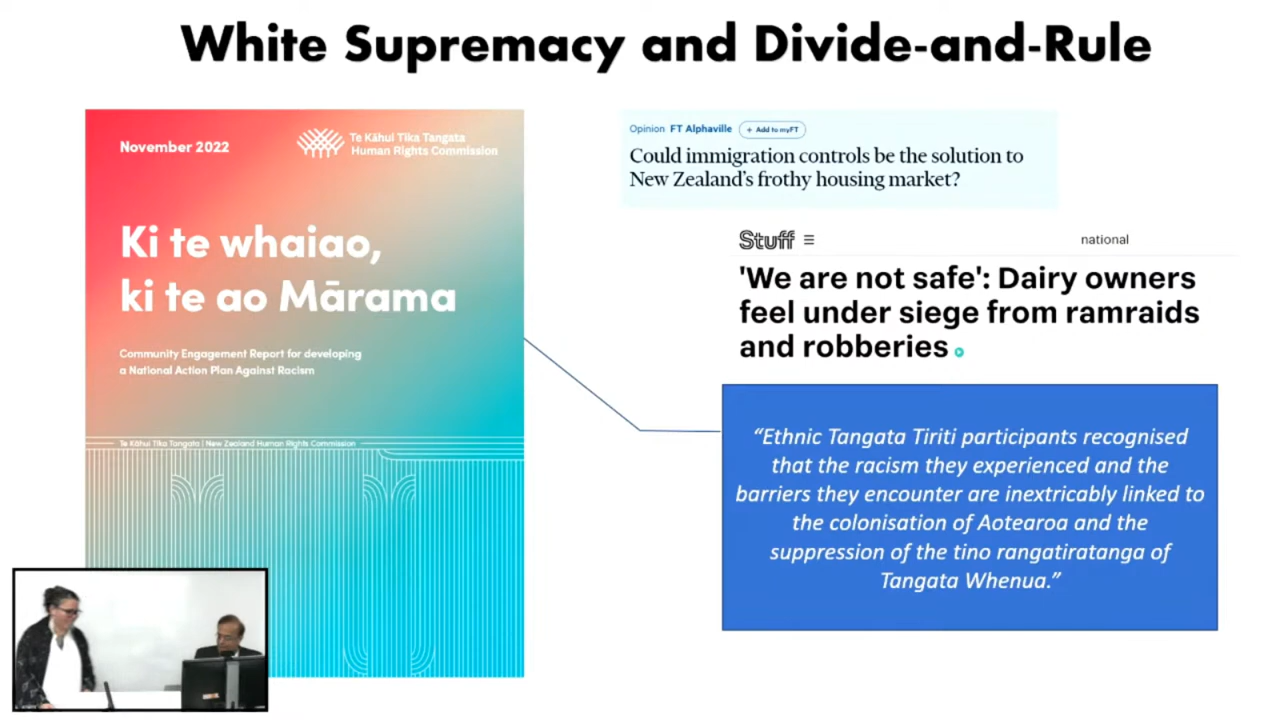 White Supremacy and Divide-and-Rule
November 2022
Te Kāhui Tika Tangata
Human Rights Commission
Ki te whaiao,
ki te ao Mārama
Community Engagement Report for developing
a National Action Plan Against Racism
Te Kāhui Tika Tangata | New Zealand Human Rights Commission
Opinion FT Alphaville + Add to myFT
Could immigration controls be the solution to
New Zealand's frothy housing market?
Stuff national
'We are not safe': Dairy owners
feel under siege from ramraids
and robberies
“Ethnic Tangata Tiriti participants recognised
that the racism they experienced and the
barriers they encounter are inextricably linked to
the colonisation of Aotearoa and the
suppression of the tino rangatiratanga of
Tangata Whenua.”